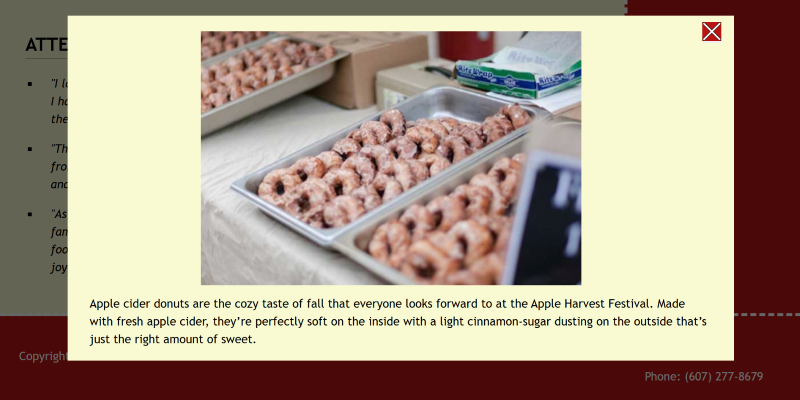 ATTE
"I lo
I ha
the
Rite Wrap
Apple cider donuts are the cozy taste of fall that everyone looks forward to at the Apple Harvest Festival. Made
with fresh apple cider, they’re perfectly soft on the inside with a light cinnamon-sugar dusting on the outside that’s
just the right amount of sweet.
"Th
fro
and
"As
fam
foo
joy
Copyright
Phone: (607) 277-8679